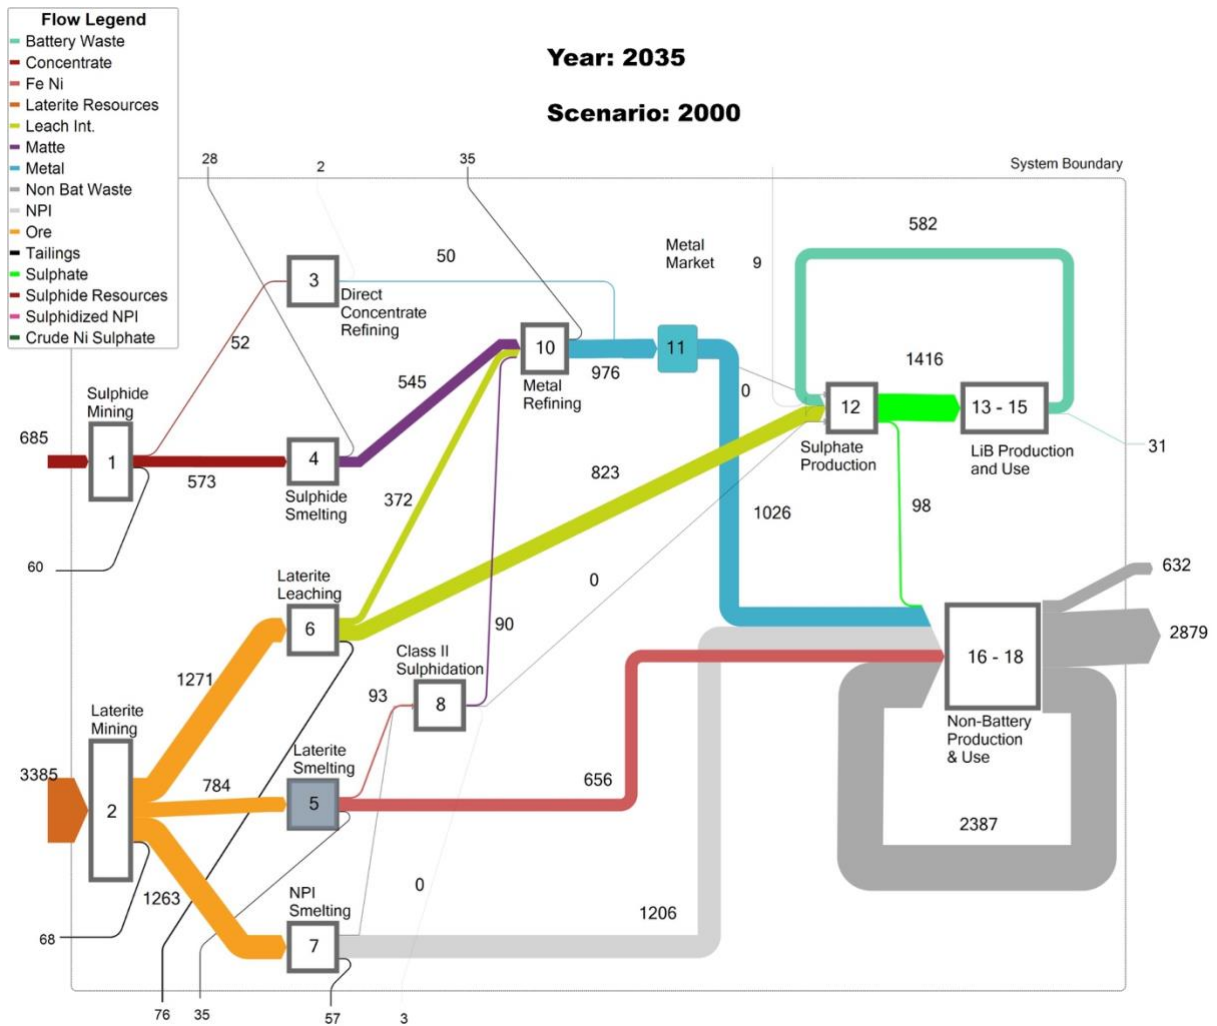 Flow Legend
Battery Waste
Concentrate
Fe Ni
Laterite Resources
Leach Int.
Matte
Metal
Non Bat Waste
NPI
Ore
Tailings
Sulphate
Sulphide Resources
Sulphidized NPI
Crude Ni Sulphate
Year: 2035
Scenario: 2000
28
2
35
System Boundary
582
50
Metal
Market
9
3
Direct
Concentrate
Refining
52
10
Metal
Refining
976
11
1416
545
0
12
Sulphate
Production
13 - 15
LiB Production
and Use
31
Sulphide
Mining
685
1
573
4
Sulphide
Smelting
823
372
1026
98
60
0
632
Laterite
Leaching
6
90
2879
16 - 18
Non-Battery
Production
& Use
1271
Class II
Sulphidation
93
8
Laterite
Mining
3385
2
784
Laterite
Smelting
5
656
2387
1263
NPI
Smelting
7
0
1206
68
76
35
57
3